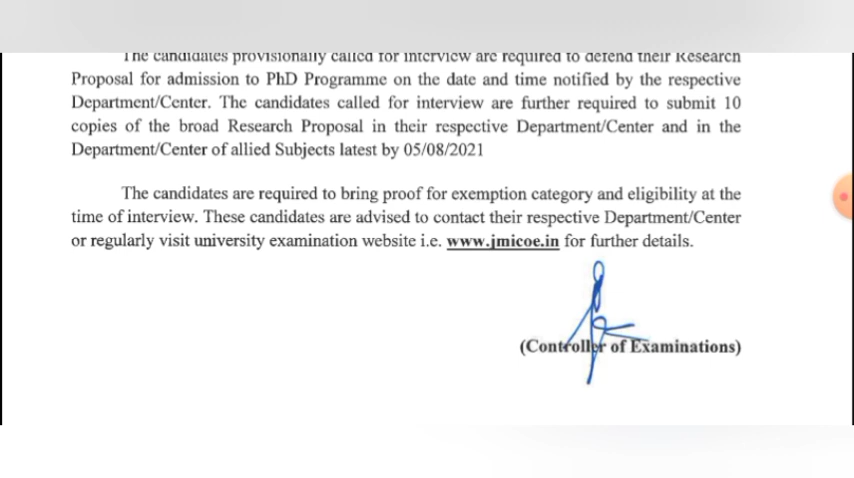 The candidates provisionally called for interview are required to defend their Research
Proposal for admission to PhD Programme on the date and time notified by the respective
Department/Center. The candidates called for interview are further required to submit 10
copies of the broad Research Proposal in their respective Department/Center and in the
Department/Center of allied Subjects latest by 05/08/2021
The candidates are required to bring proof for exemption category and eligibility at the
time of interview. These candidates are advised to contact their respective Department/Center
or regularly visit university examination website i.e. www.jmicoe.in for further details.
(Controller of Examinations)